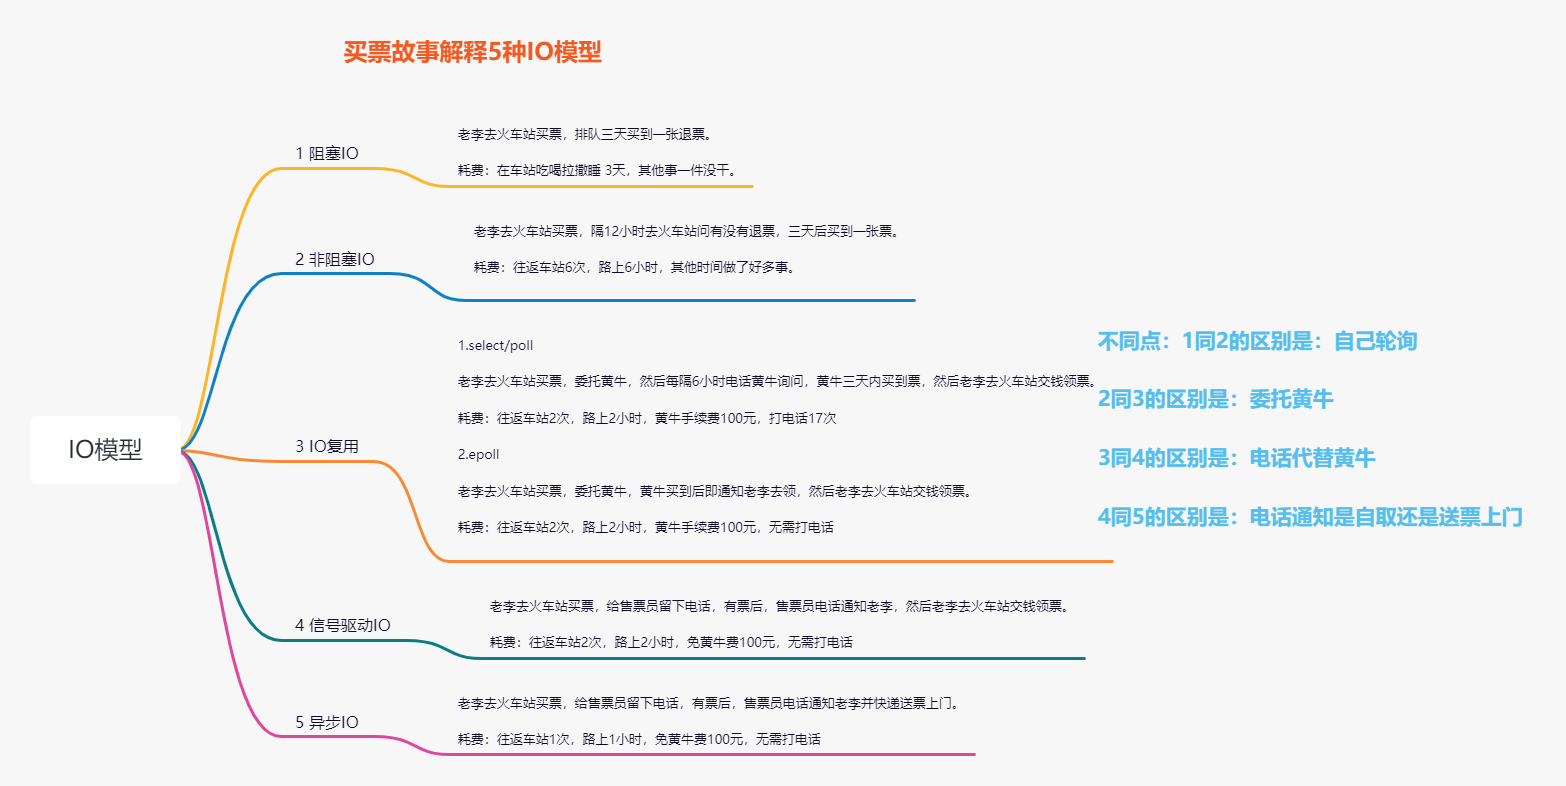 买票故事解释5种IO模型
IO模型
1 阻塞IO
老李去火车站买票，排队三天买到一张退票。
耗费：在车站吃喝拉撒睡 3天，其他事一件没干。
2 非阻塞IO
老李去火车站买票，隔12小时去火车站问有没有退票，三天后买到一张票。
耗费：往返车站6次，路上6小时，其他时间做了好多事。
3 IO复用
1.select/poll
老李去火车站买票，委托黄牛，然后每隔6小时电话黄牛询问，黄牛三天内买到票，然后老李去火车站交钱领票。
耗费：往返车站2次，路上2小时，黄牛手续费100元，打电话17次
2.epoll
老李去火车站买票，委托黄牛，黄牛买到后即通知老李去领，然后老李去火车站交钱领票。
耗费：往返车站2次，路上2小时，黄牛手续费100元，无需打电话
4 信号驱动IO
老李去火车站买票，给售票员留下电话，有票后，售票员电话通知老李，然后老李去火车站交钱领票。
耗费：往返车站2次，路上2小时，免黄牛费100元，无需打电话
5 异步IO
老李去火车站买票，给售票员留下电话，有票后，售票员电话通知老李并快递送票上门。
耗费：往返车站1次，路上1小时，免黄牛费100元，无需打电话
不同点：1同2的区别是：自己轮询
2同3的区别是：委托黄牛
3同4的区别是：电话代替黄牛
4同5的区别是：电话通知是自取还是送票上门